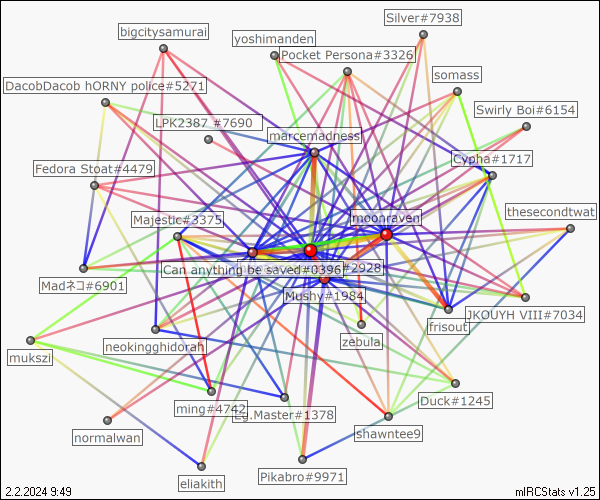 Silver#7938
bigcitysamurai
yoshimanden
Pocket Persona#3326
somass
DacobDacob hORNY police#5271
Swirly Boi#6154
LPK2387 #7690
marcemadness
Cypha#1717
Fedora Stoat#4479
thesecondtwat
Majestic#3375
moonraven
Can anything be saved#0396
#2928
Madネコ#6901
Mushy#1984
JKOUYH VIII#7034
frisout
zebula
neokingghidorah
mukszi
Duck#1245
ming#4742
Eg.Master#1378
shawntee9
normalwan
Pikabro#9971
eliakith
2.2.2024 9:49
mIRCStats v1.25